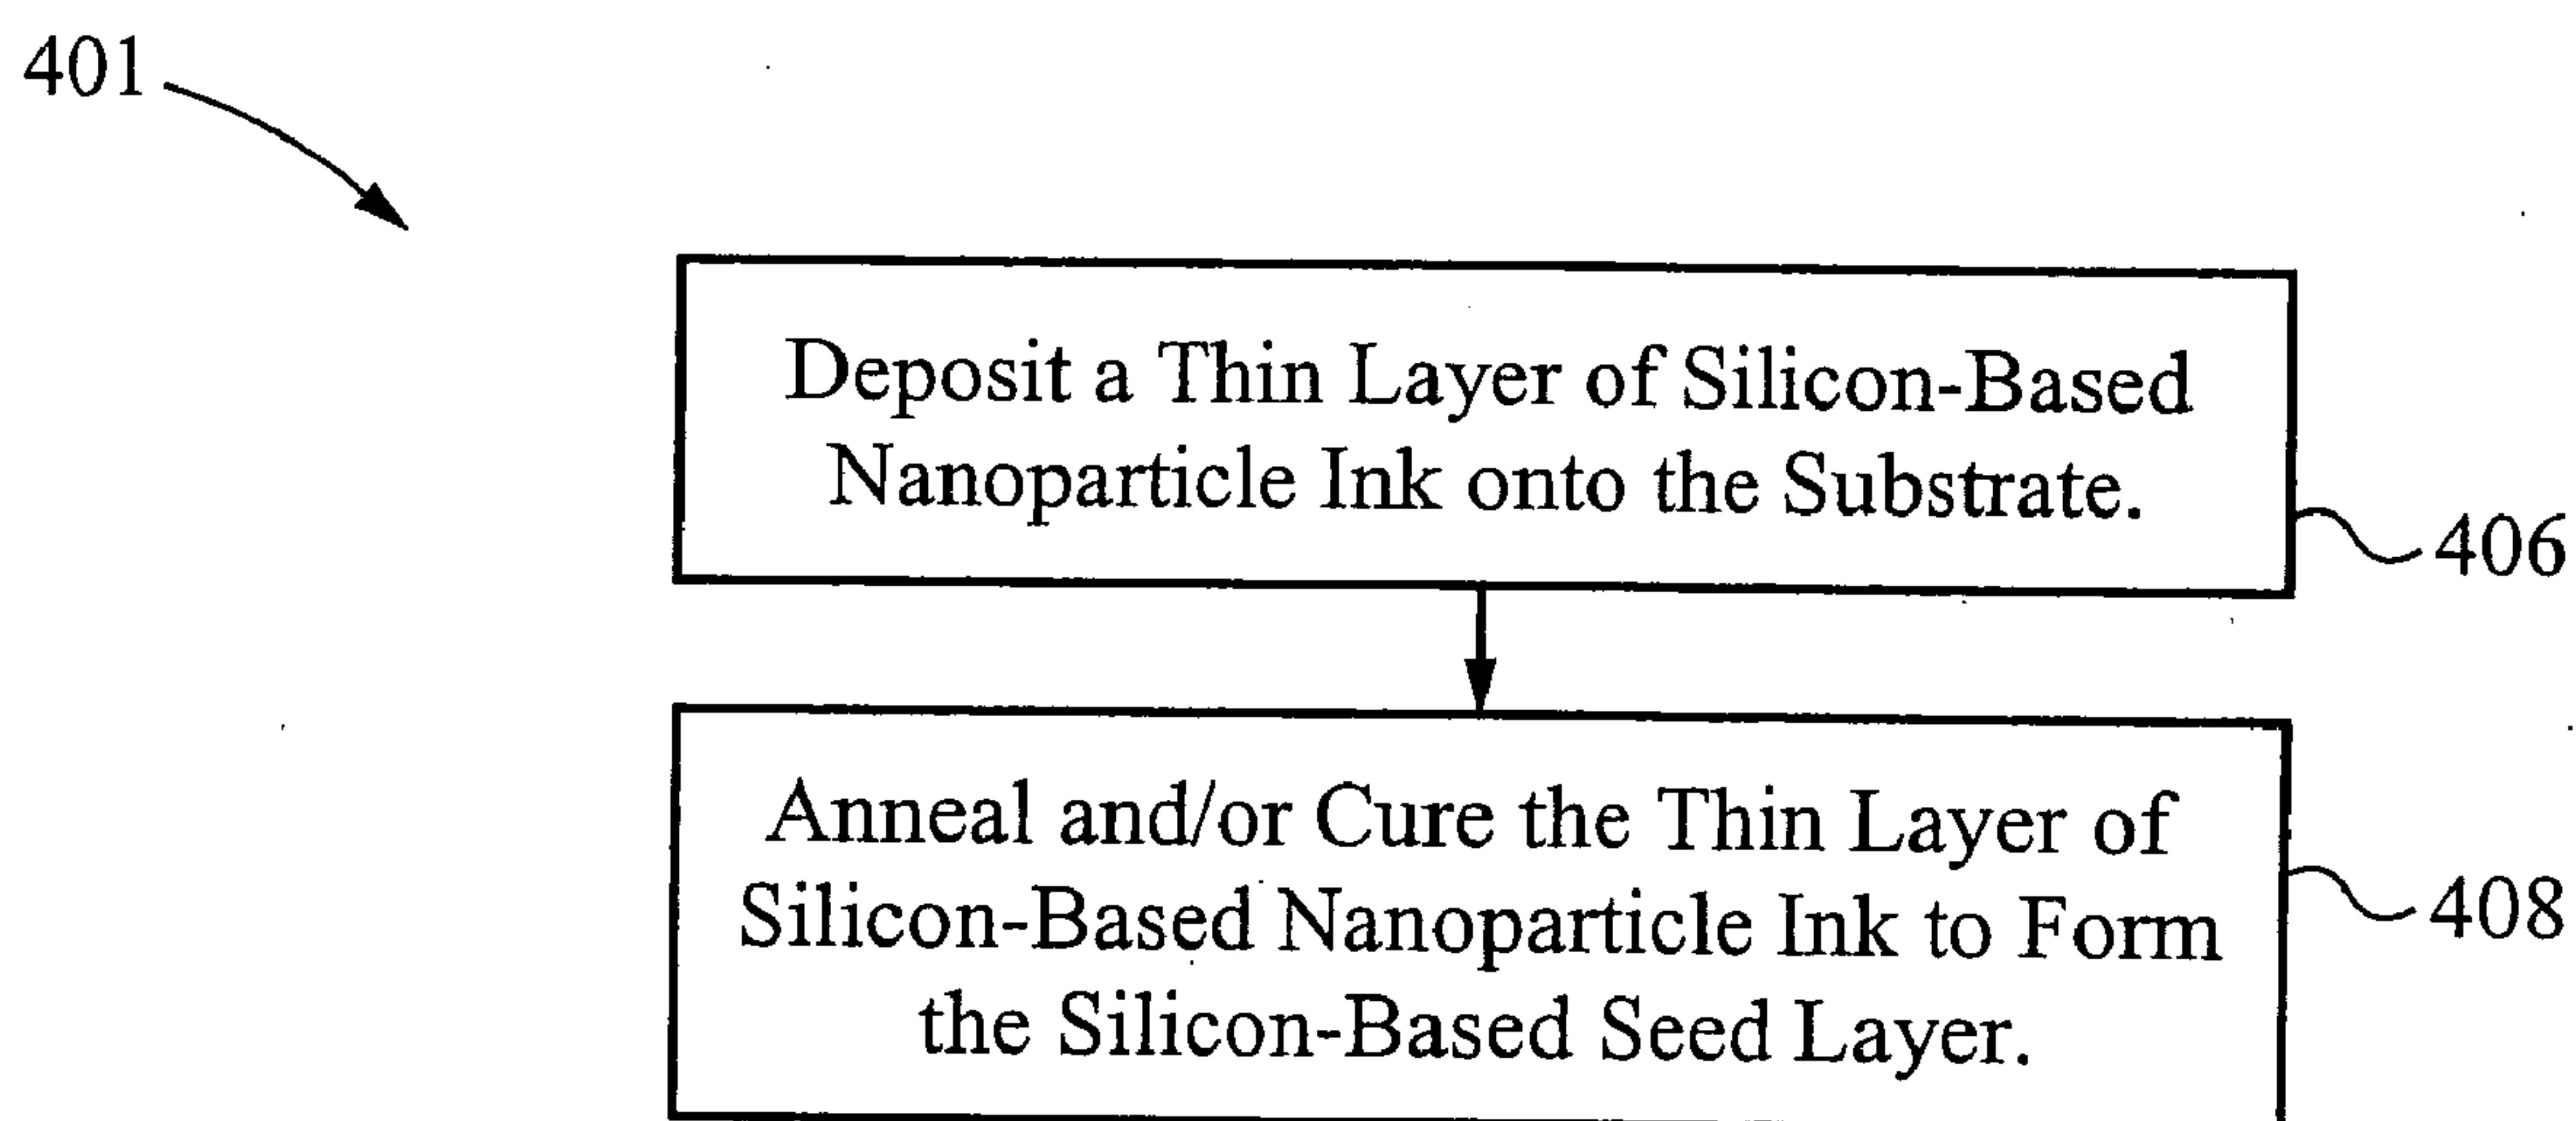 401
Deposit a Thin Layer of Silicon-Based
Nanoparticle Ink onto the Substrate.
406
Anneal and/or Cure the Thin Layer of
Silicon-Based Nanoparticle Ink to Form
the Silicon-Based Seed Layer.
408